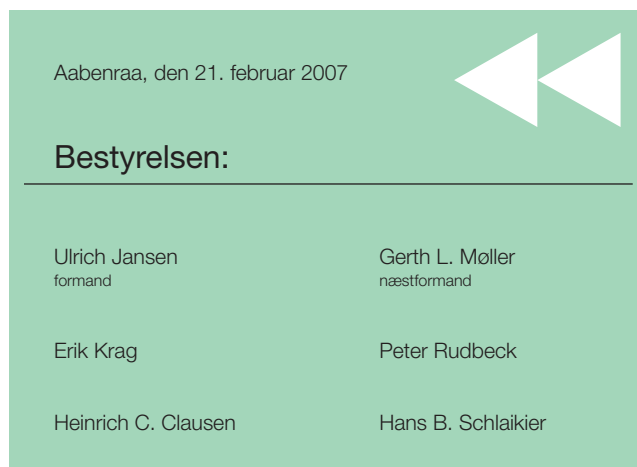 Aabenraa, den 21. februar 2007
Bestyrelsen:
Ulrich Jansen
formand
Gerth L. Møller
næstformand
Erik Krag
Peter Rudbeck
Heinrich C. Clausen
Hans B. Schlaikier